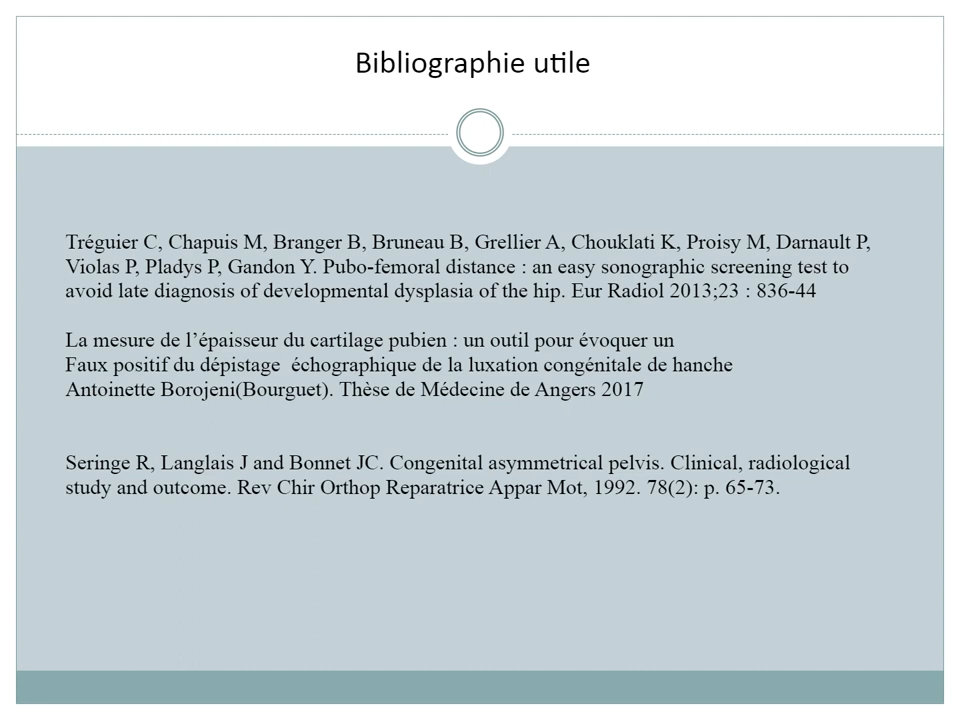 Bibliographie utile
Tréguier C, Chapuis M, Branger B, Bruneau B, Grellier A, Chouklati K, Proisy M, Darnault P,
Violas P, Pladys P, Gandon Y. Pubo-femoral distance : an easy sonographic screening test to
avoid late diagnosis of developmental dysplasia of the hip. Eur Radiol 2013;23 : 836-44
La mesure de l’épaisseur du cartilage pubien : un outil pour évoquer un
Faux positif du dépistage  échographique de la luxation congénitale de hanche
Antoinette Borojeni(Bourguet). Thèse de Médecine de Angers 2017
Seringe R, Langlais J and Bonnet JC. Congenital asymmetrical pelvis. Clinical, radiological
study and outcome. Rev Chir Orthop Reparatrice Appar Mot, 1992. 78(2): p. 65-73.